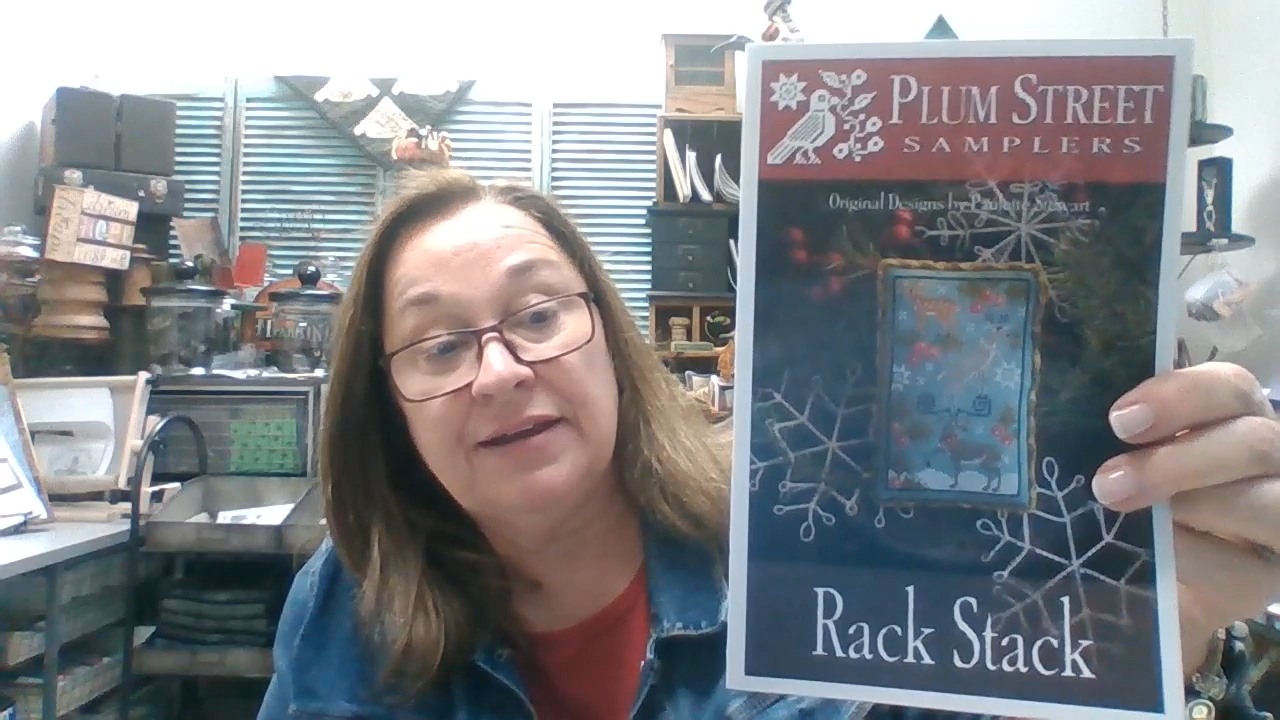 PLUM STREET
SAMPLERS
Original Designs by Paulette Stewart
Rack Stack